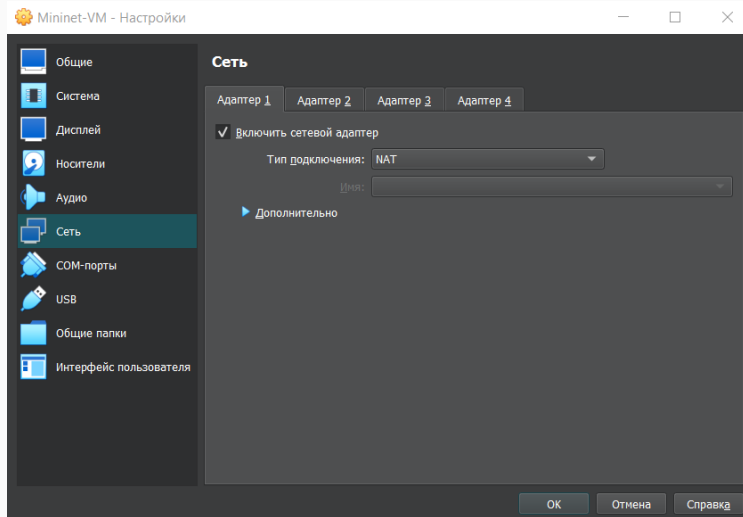 Mininet-VM - Настройки
Общие
Система
Дисплей
Носители
Аудио
Сеть
COM-порты
USB
Общие папки
Интерфейс пользователя
Сеть
Адаптер 1 Адаптер 2 Адаптер 3 Адаптер 4
Включить сетевой адаптер
Тип подключения: NAT
Имя:
Дополнительно
OK Отмена Справка